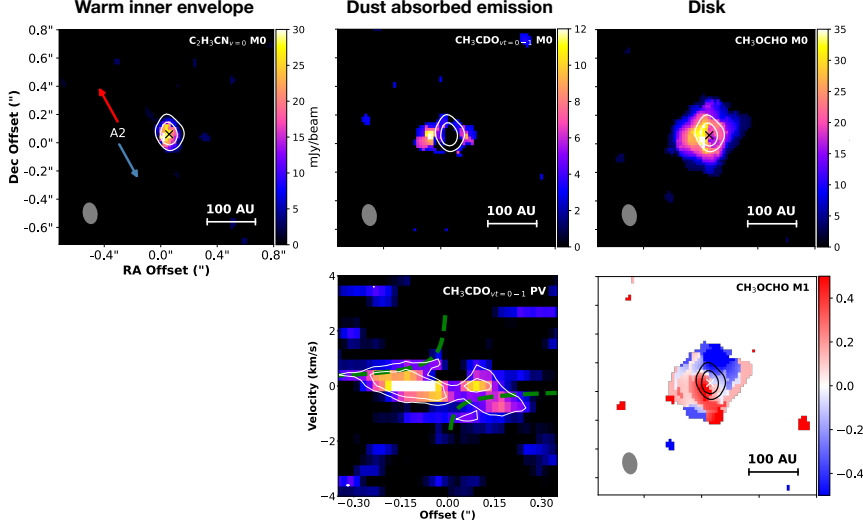 Warm inner envelope
Dust absorbed emission
Disk
C₂H₃CNᵥ₌₀ M0
0.8"
0.6"
0.4"
0.2"
0.0"
-0.2"
-0.4"
-0.6"
Dec Offset (")
A2
100 AU
-0.4"
0.0"
0.4"
0.8"
RA Offset (")
30
25
20
15
10
5
0
mJy/beam
CH₃CDOᵥₜ₌₀₋₁ M0
100 AU
12
10
8
6
4
2
0
CH₃OCHO M0
100 AU
35
30
25
20
15
10
5
0
CH₃CDOᵥₜ₌₀₋₁ PV
4
2
0
−2
−4
Velocity (km/s)
−0.30
−0.15
0.00
0.15
0.30
Offset (")
CH₃OCHO M1
100 AU
0.4
0.2
0.0
−0.2
−0.4